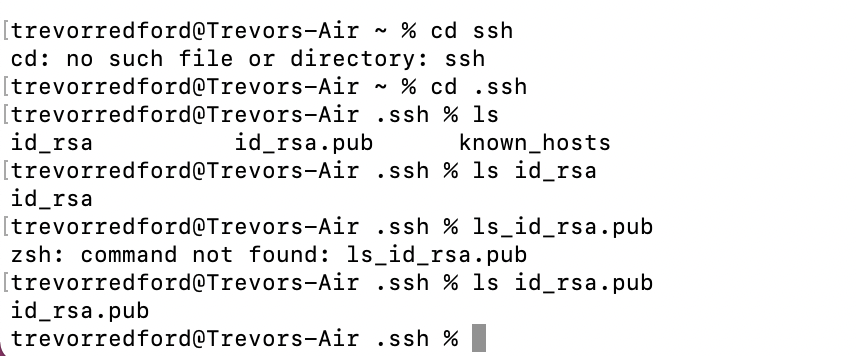 [trevorredford@Trevors-Air ~ % cd ssh
cd: no such file or directory: ssh
[trevorredford@Trevors-Air ~ % cd .ssh
[trevorredford@Trevors-Air .ssh % ls
id_rsa          id_rsa.pub      known_hosts
[trevorredford@Trevors-Air .ssh % ls id_rsa
id_rsa
[trevorredford@Trevors-Air .ssh % ls_id_rsa.pub
zsh: command not found: ls_id_rsa.pub
[trevorredford@Trevors-Air .ssh % ls id_rsa.pub
id_rsa.pub
trevorredford@Trevors-Air .ssh %